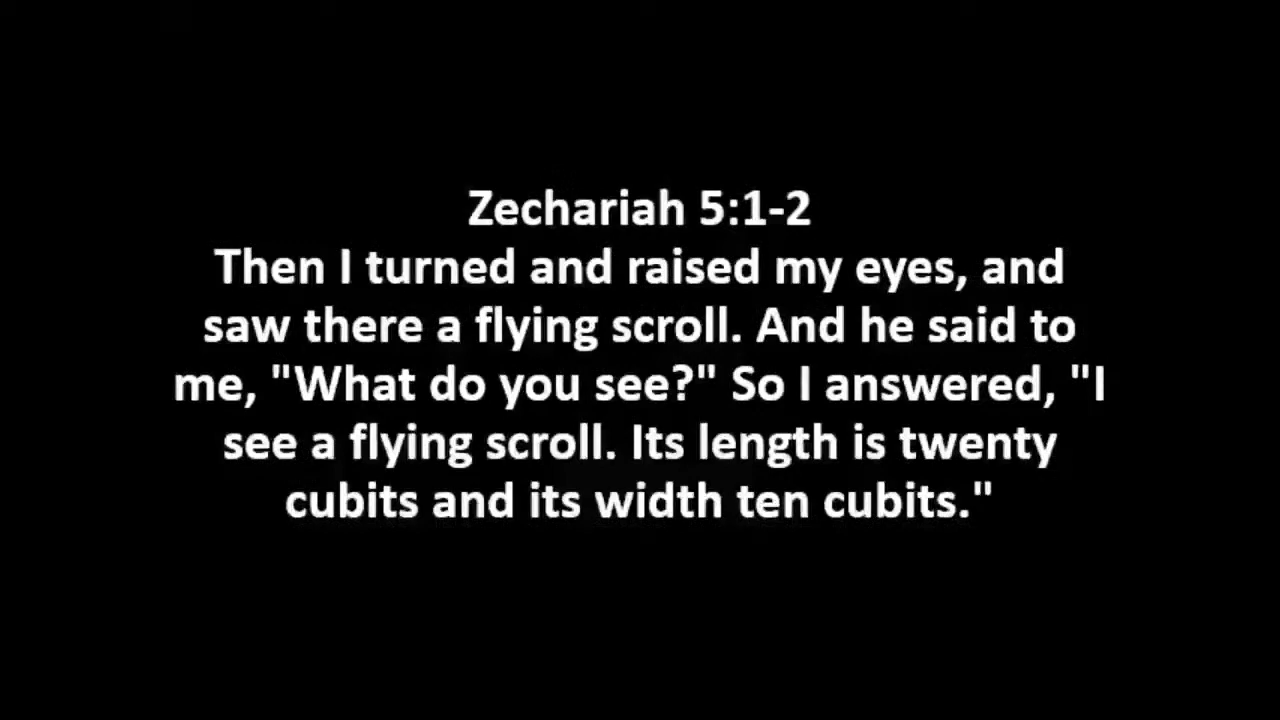 Zechariah 5:1-2
Then I turned and raised my eyes, and
saw there a flying scroll. And he said to
me, "What do you see?" So I answered, "I
see a flying scroll. Its length is twenty
cubits and its width ten cubits."